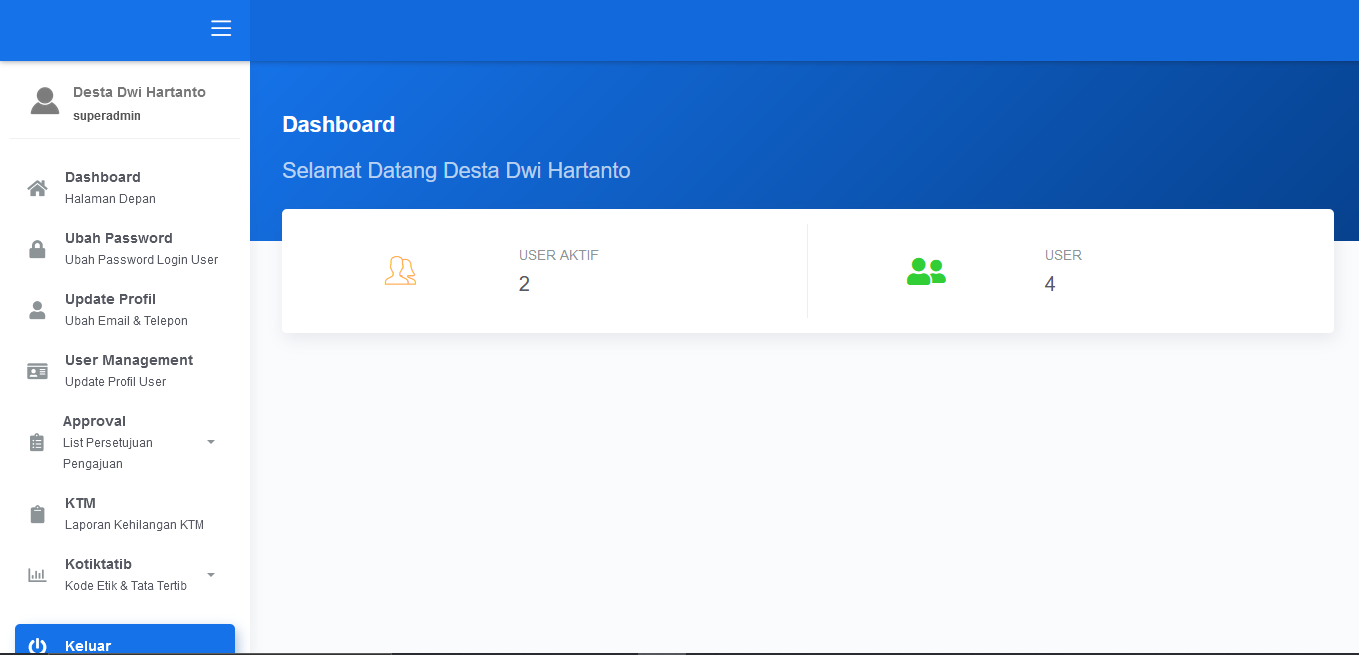 Desta Dwi Hartanto
superadmin
Dashboard
Halaman Depan
Ubah Password
Ubah Password Login User
Update Profil
Ubah Email & Telepon
User Management
Update Profil User
Approval
List Persetujuan
Pengajuan
KTM
Laporan Kehilangan KTM
Kotiktatib
Kode Etik & Tata Tertib
Keluar
Dashboard
Selamat Datang Desta Dwi Hartanto
USER AKTIF
2
USER
4